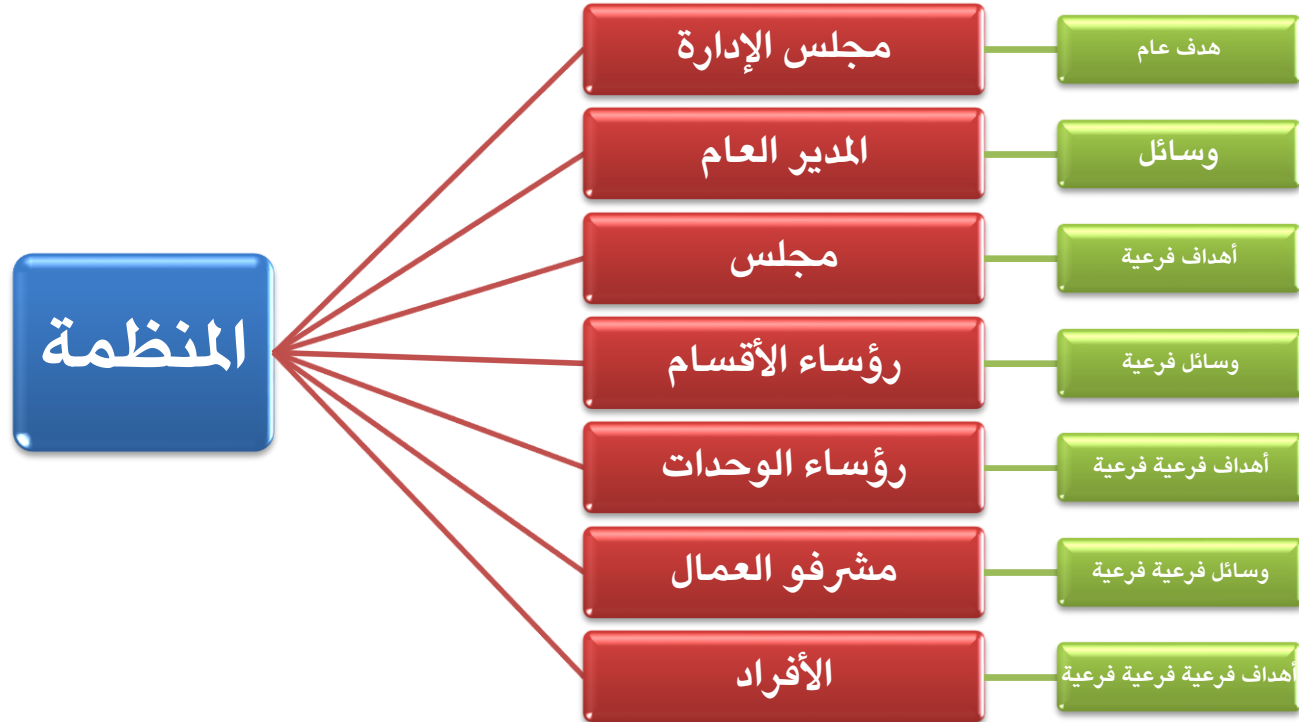 المنظمة
مجلس الإدارة
هدف عام
المدير العام
وسائل
مجلس
أهداف فرعية
رؤساء الأقسام
وسائل فرعية
رؤساء الوحدات
أهداف فرعية فرعية
مشرفو العمال
وسائل فرعية فرعية
الأفراد
أهداف فرعية فرعية فرعية